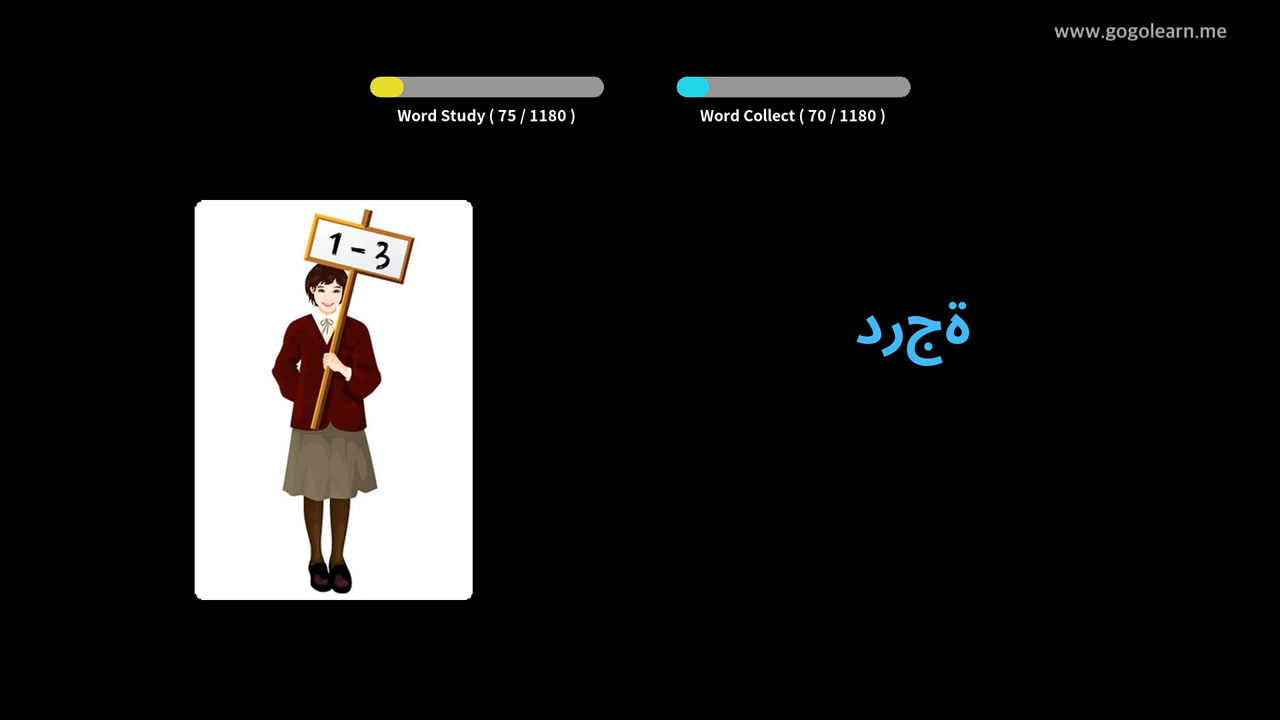 www.gogolearn.me
Word Study ( 75 / 1180 )
Word Collect ( 70 / 1180 )
1 - 3
درجة